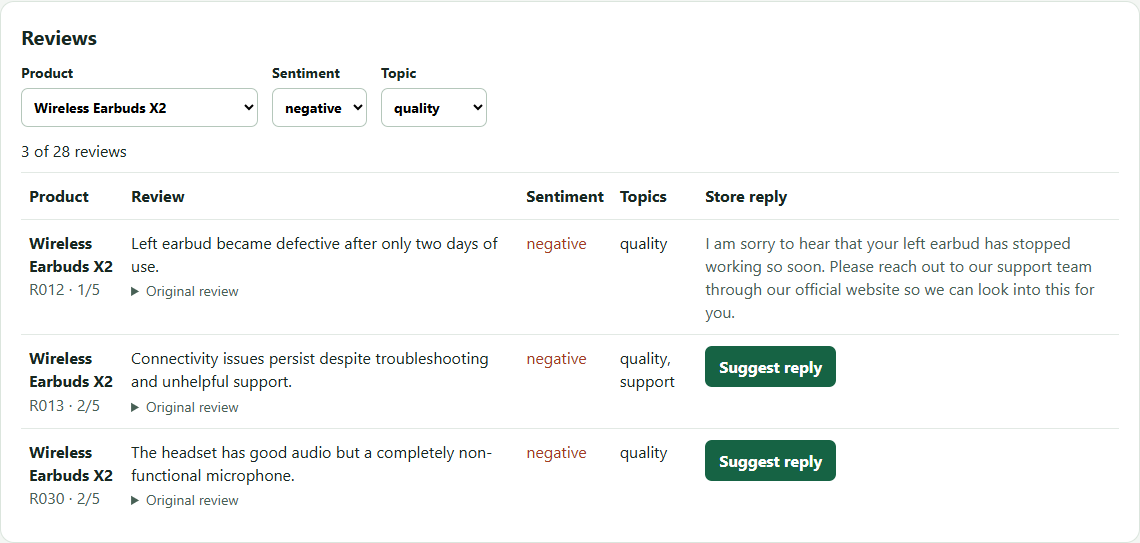 Reviews
Product Sentiment Topic
Wireless Earbuds X2 negative quality
3 of 28 reviews
Product Review Sentiment Topics Store reply
Wireless Earbuds X2
R012 · 1/5
Left earbud became defective after only two days of use.
▶ Original review
negative
quality
I am sorry to hear that your left earbud has stopped
working so soon. Please reach out to our support team
through our official website so we can look into this for
you.
Wireless Earbuds X2
R013 · 2/5
Connectivity issues persist despite troubleshooting
and unhelpful support.
▶ Original review
negative
quality,
support
Suggest reply
Wireless Earbuds X2
R030 · 2/5
The headset has good audio but a completely non-
functional microphone.
▶ Original review
negative
quality
Suggest reply